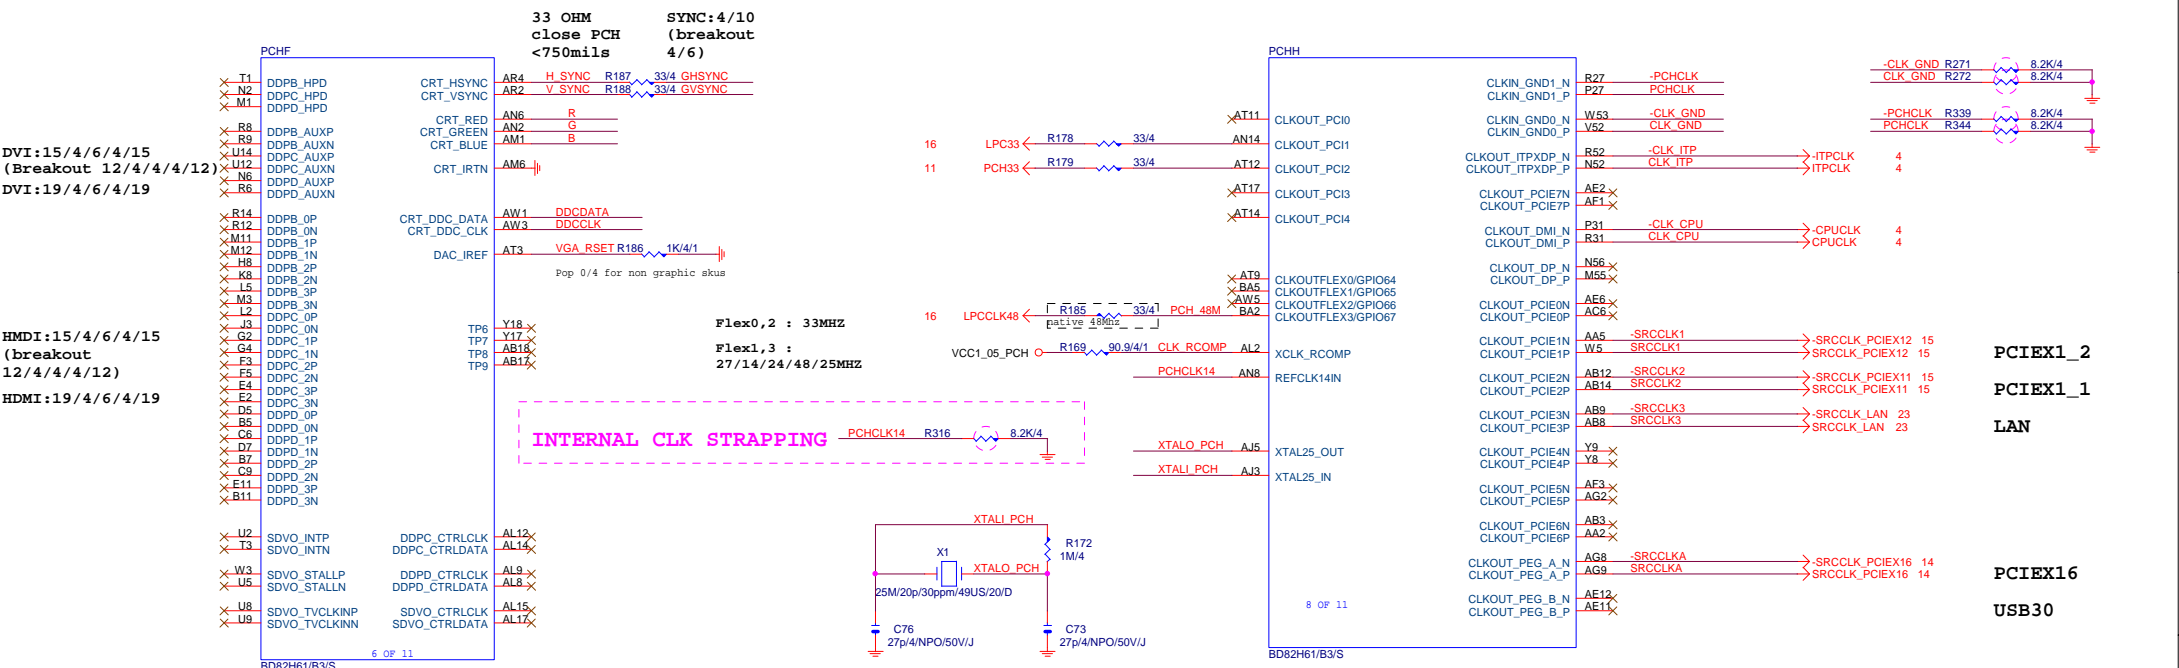 33 OHM
close PCH
<750mils
SYNC:4/10
(breakout
4/6)
DVI:15/4/6/4/15
(Breakout 12/4/4/4/12)
DVI:19/4/6/4/19
HMDI:15/4/6/4/15
(breakout
12/4/4/4/12)
HDMI:19/4/6/4/19
PCHF
T1 DDPB_HPD
N2 DDPC_HPD
M1 DDPD_HPD
R8 DDPB_AUXP
R9 DDPB_AUXN
U14 DDPC_AUXP
U12 DDPC_AUXN
N6 DDPD_AUXP
R6 DDPD_AUXN
R14 DDPB_0P
R12 DDPB_0N
M11 DDPB_1P
M12 DDPB_1N
H8 DDPB_2P
K8 DDPB_2N
L5 DDPB_3P
M3 DDPB_3N
L2 DDPC_0P
J3 DDPC_0N
G2 DDPC_1P
G4 DDPC_1N
F3 DDPC_2P
F5 DDPC_2N
E4 DDPC_3P
E2 DDPC_3N
D5 DDPD_0P
B5 DDPD_0N
C6 DDPD_1P
D7 DDPD_1N
B7 DDPD_2P
C9 DDPD_2N
E11 DDPD_3P
B11 DDPD_3N
U2 SDVO_INTP
T3 SDVO_INTN
W3 SDVO_STALLP
U5 SDVO_STALLN
U8 SDVO_TVCLKINP
U9 SDVO_TVCLKINN
CRT_HSYNC AR4 H_SYNC R187 33/4 GHSYNC
CRT_VSYNC AR2 V_SYNC R188 33/4 GVSYNC
CRT_RED AN6 R
CRT_GREEN AN2 G
CRT_BLUE AM1 B
CRT_IRTN AM6
CRT_DDC_DATA AW1 DDCDATA
CRT_DDC_CLK AW3 DDCCLK
DAC_IREF AT3 VGA_RSET R186 1K/4/1
Pop 0/4 for non graphic skus
TP6 Y18
TP7 Y17
TP8 AB18
TP9 AB17
DDPC_CTRLCLK AL12
DDPC_CTRLDATA AL14
DDPD_CTRLCLK AL9
DDPD_CTRLDATA AL8
SDVO_CTRLCLK AL15
SDVO_CTRLDATA AL17
6 OF 11
BD82H61/B3/S
Flex0,2 : 33MHZ
Flex1,3 :
27/14/24/48/25MHZ
INTERNAL CLK STRAPPING PCHCLK14 R316 8.2K/4
XTALI_PCH
R172
1M/4
X1
XTALO_PCH
25M/20p/30ppm/49US/20/D
C76
27p/4/NPO/50V/J
C73
27p/4/NPO/50V/J
PCHH
AT11 CLKOUT_PCI0
16 LPC33 R178 33/4 AN14 CLKOUT_PCI1
11 PCH33 R179 33/4 AT12 CLKOUT_PCI2
AT17 CLKOUT_PCI3
AT14 CLKOUT_PCI4
AT9 CLKOUTFLEX0/GPIO64
BA5 CLKOUTFLEX1/GPIO65
AW5 CLKOUTFLEX2/GPIO66
16 LPCCLK48 R185 33/4 PCH_48M BA2 CLKOUTFLEX3/GPIO67
native 48Mhz
VCC1_05_PCH R169 90.9/4/1 CLK_RCOMP AL2 XCLK_RCOMP
PCHCLK14 AN8 REFCLK14IN
XTALO_PCH AJ5 XTAL25_OUT
XTALI_PCH AJ3 XTAL25_IN
CLKIN_GND1_N R27 -PCHCLK
CLKIN_GND1_P P27 PCHCLK
CLKIN_GND0_N W53 -CLK_GND
CLKIN_GND0_P V52 CLK_GND
CLKOUT_ITPXDP_N R52 -CLK_ITP -ITPCLK 4
CLKOUT_ITPXDP_P N52 CLK_ITP ITPCLK 4
CLKOUT_PCIE7N AE2
CLKOUT_PCIE7P AF1
CLKOUT_DMI_N P31 -CLK_CPU -CPUCLK 4
CLKOUT_DMI_P R31 CLK_CPU CPUCLK 4
CLKOUT_DP_N N56
CLKOUT_DP_P M55
CLKOUT_PCIE0N AE6
CLKOUT_PCIE0P AC6
CLKOUT_PCIE1N AA5 -SRCCLK1 -SRCCLK_PCIEX12 15
CLKOUT_PCIE1P W5 SRCCLK1 SRCCLK_PCIEX12 15
PCIEX1_2
CLKOUT_PCIE2N AB12 -SRCCLK2 -SRCCLK_PCIEX11 15
CLKOUT_PCIE2P AB14 SRCCLK2 SRCCLK_PCIEX11 15
PCIEX1_1
CLKOUT_PCIE3N AB9 -SRCCLK3 -SRCCLK_LAN 23
CLKOUT_PCIE3P AB8 SRCCLK3 SRCCLK_LAN 23
LAN
CLKOUT_PCIE4N Y9
CLKOUT_PCIE4P Y8
CLKOUT_PCIE5N AF3
CLKOUT_PCIE5P AG2
CLKOUT_PCIE6N AB3
CLKOUT_PCIE6P AA2
CLKOUT_PEG_A_N AG8 -SRCCLKA -SRCCLK_PCIEX16 14
CLKOUT_PEG_A_P AG9 SRCCLKA SRCCLK_PCIEX16 14
PCIEX16
CLKOUT_PEG_B_N AE12
CLKOUT_PEG_B_P AE11
USB30
8 OF 11
BD82H61/B3/S
-CLK_GND R271 8.2K/4
CLK_GND R272 8.2K/4
-PCHCLK R339 8.2K/4
PCHCLK R344 8.2K/4